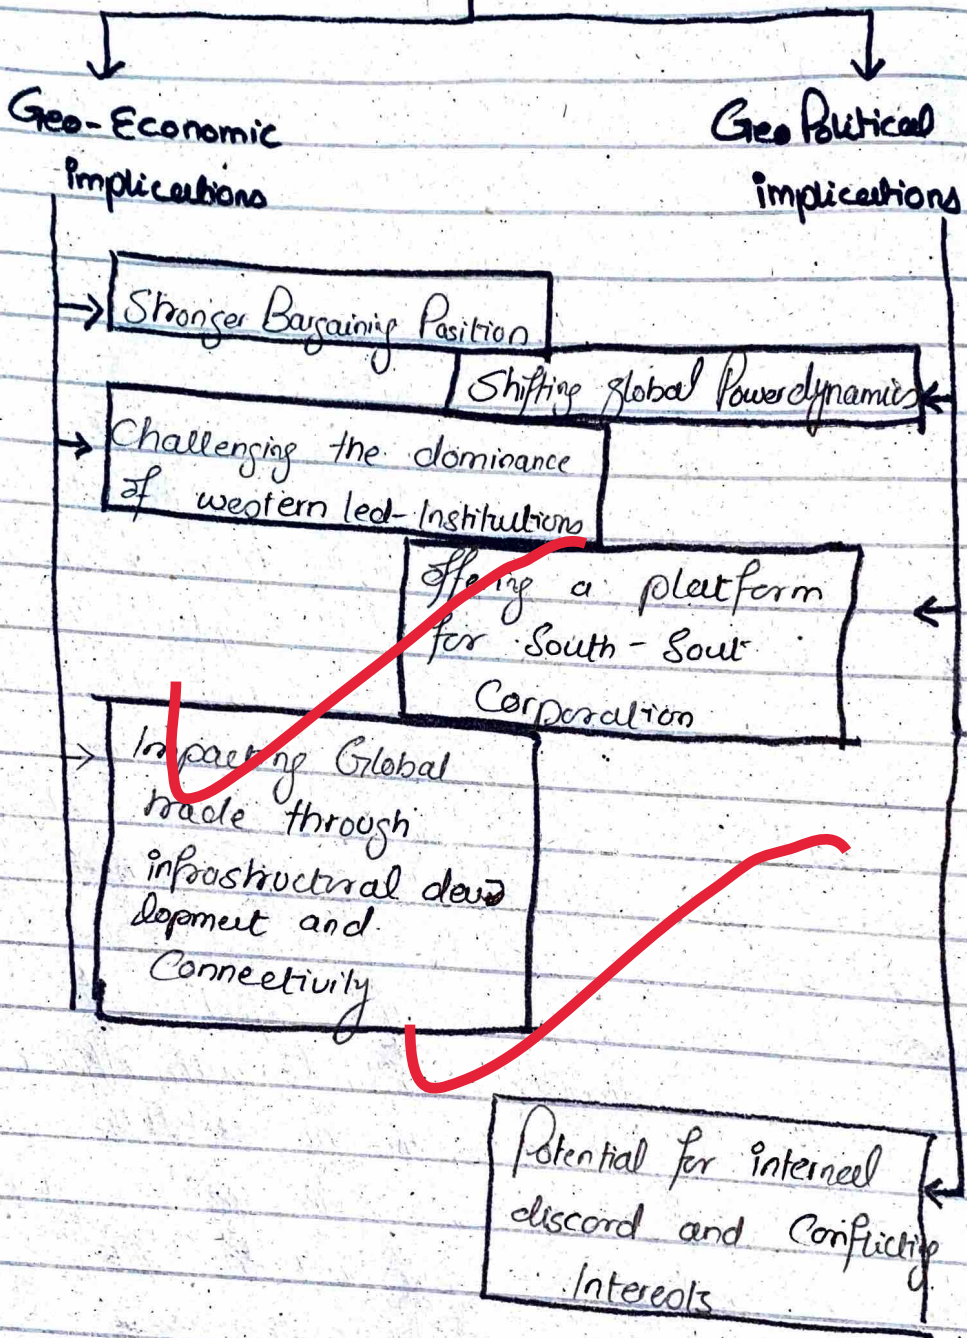 Geo-Economic
implications
Geo Political
implications
Stronger Bargaining Position
Shifting global Power dynamics
Challenging the dominance
of western led-Institutions
offering a platform
for South-Sout
Corporation
Impacting Global
trade through
infrastructural deve
lopment and
Connectivity
Potential for internal
discord and Conflicting
Interests